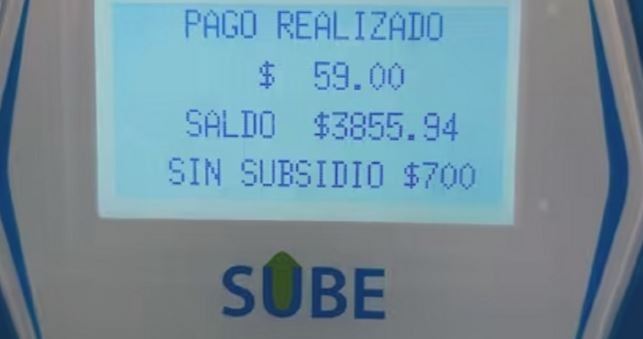 PAGO REALIZADO
$ 59.00
SALDO $3855.94
SIN SUBSIDIO $700
SUBE